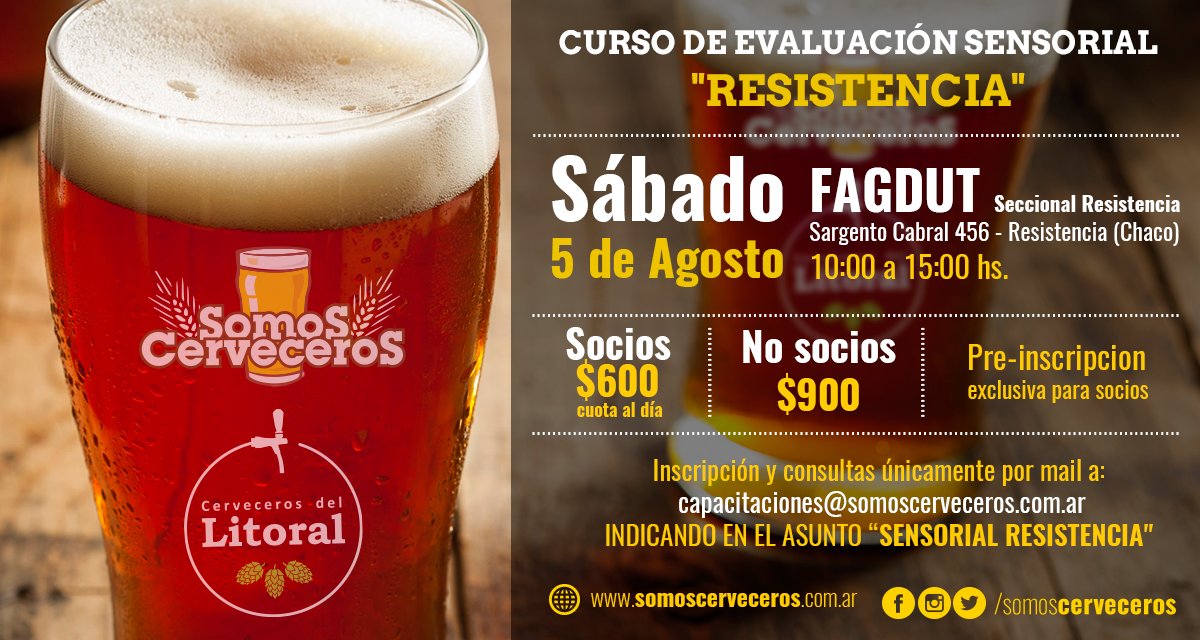 CURSO DE EVALUACIÓN SENSORIAL
"RESISTENCIA"
Sábado
5 de Agosto
FAGDUT Seccional Resistencia
Sargento Cabral 456 - Resistencia (Chaco)
10:00 a 15:00 hs.
Socios
$600
cuota al día
No socios
$900
Pre-inscripcion
exclusiva para socios
Inscripción y consultas únicamente por mail a:
capacitaciones@somoscerveceros.com.ar
INDICANDO EN EL ASUNTO “SENSORIAL RESISTENCIA"
www.somoscerveceros.com.ar
/somoscerveceros
Somos
Cerveceros
Cerveceros del
Litoral
Somos
Cerveceros
Litoral